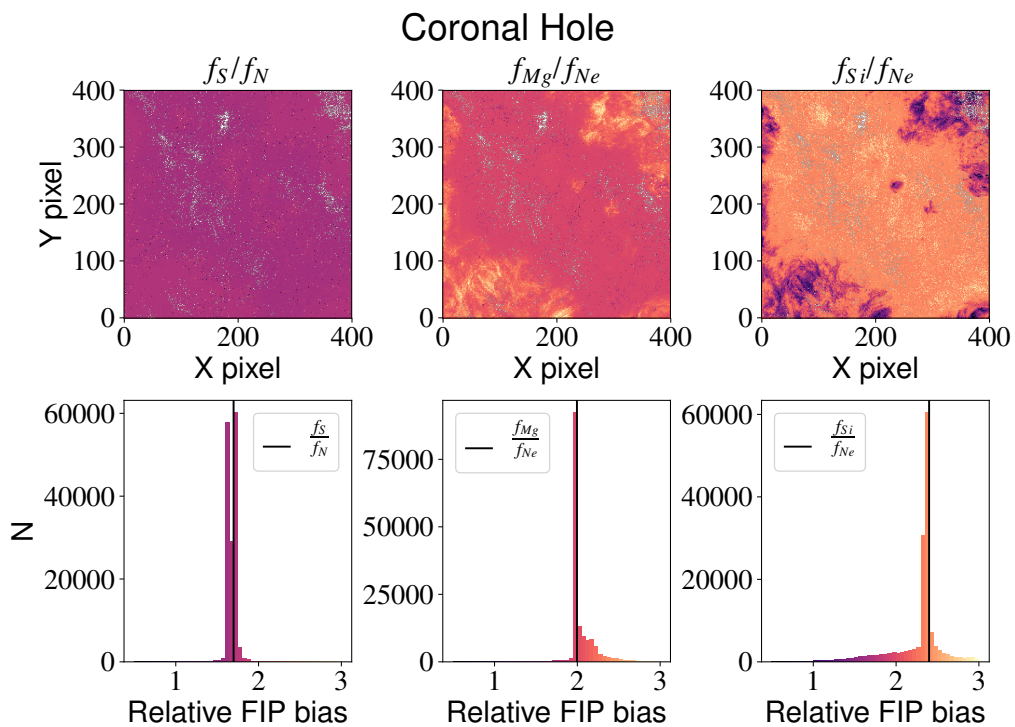 Coronal Hole
f_S/f_N f_Mg/f_Ne f_Si/f_Ne
400 400 400
300 300 300
200 200 200
100 100 100
0 0 0
Y pixel
0 200 400 0 200 400 0 200 400
X pixel X pixel X pixel
60000
40000
20000
0
N
f_S
f_N
1 2 3
Relative FIP bias
75000
50000
25000
0
f_Mg
f_Ne
1 2 3
Relative FIP bias
60000
40000
20000
0
f_Si
f_Ne
1 2 3
Relative FIP bias